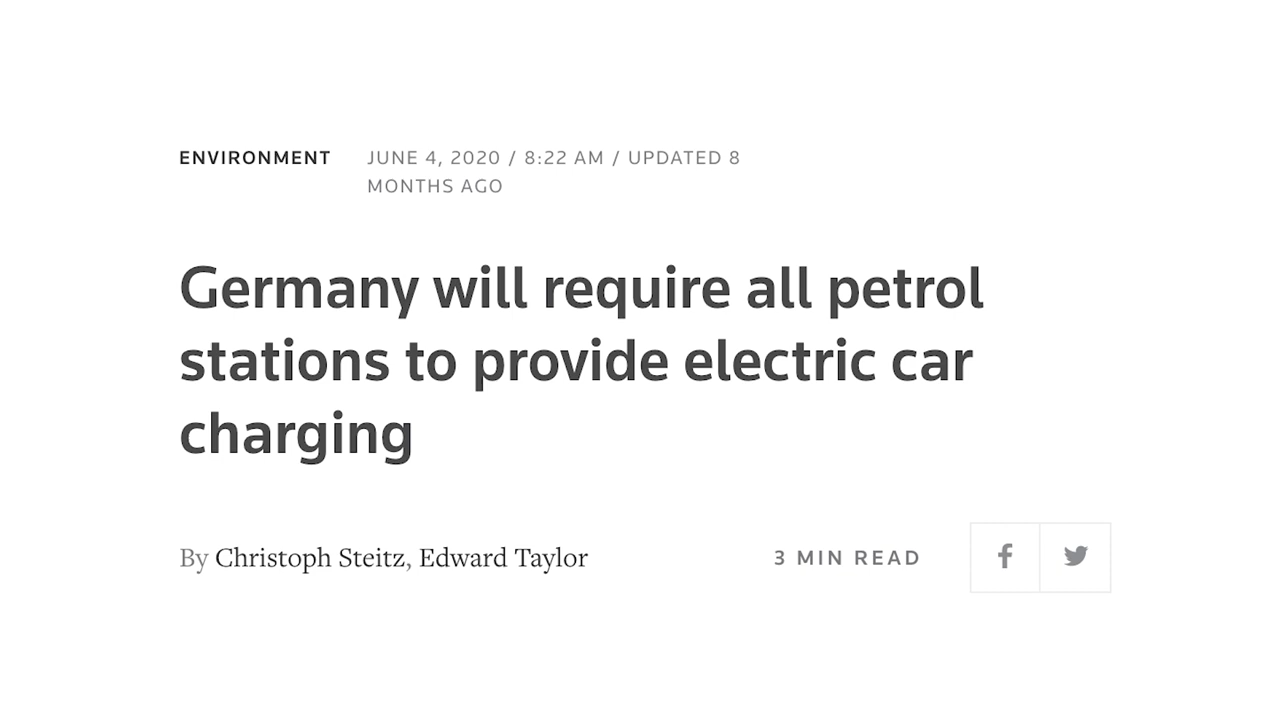 ENVIRONMENT JUNE 4, 2020 / 8:22 AM / UPDATED 8
MONTHS AGO
Germany will require all petrol
stations to provide electric car
charging
By Christoph Steitz, Edward Taylor 3 MIN READ